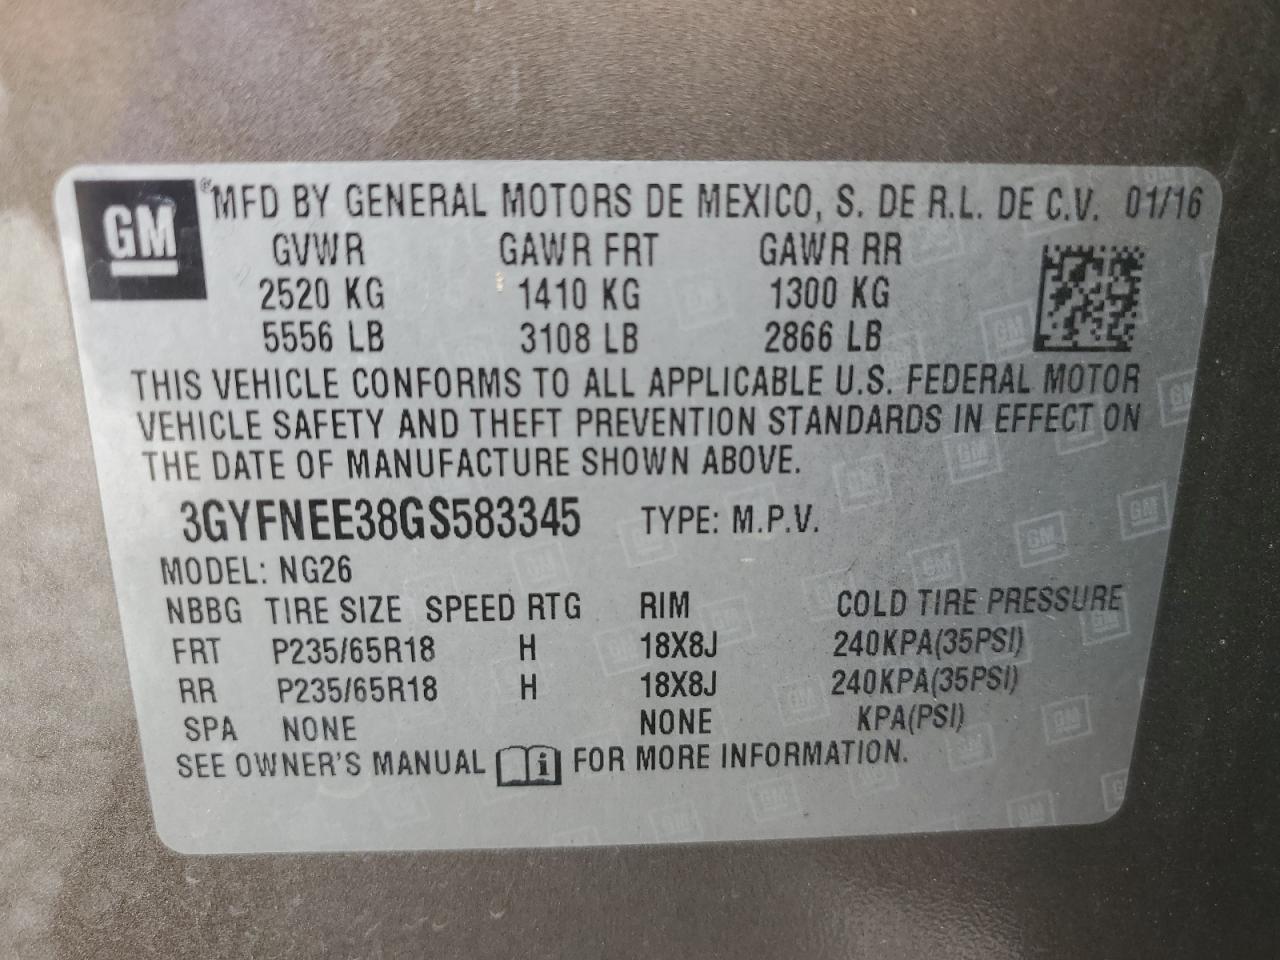 GM ® MFD BY GENERAL MOTORS DE MEXICO, S. DE R.L. DE C.V. 01/16
GVWR GAWR FRT GAWR RR
2520 KG 1410 KG 1300 KG
5556 LB 3108 LB 2866 LB
THIS VEHICLE CONFORMS TO ALL APPLICABLE U.S. FEDERAL MOTOR
VEHICLE SAFETY AND THEFT PREVENTION STANDARDS IN EFFECT ON
THE DATE OF MANUFACTURE SHOWN ABOVE.
3GYFNEE38GS583345 TYPE: M.P.V.
MODEL: NG26
NBBG TIRE SIZE SPEED RTG RIM COLD TIRE PRESSURE
FRT P235/65R18 H 18X8J 240KPA(35PSI)
RR P235/65R18 H 18X8J 240KPA(35PSI)
SPA NONE NONE KPA(PSI)
SEE OWNER'S MANUAL i FOR MORE INFORMATION.